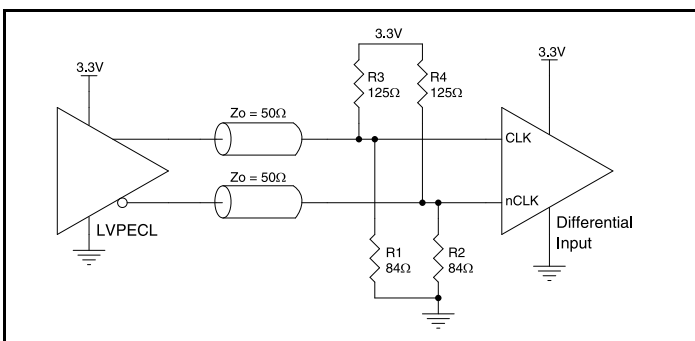 3.3V
3.3V
3.3V
R3
125Ω
R4
125Ω
Zo = 50Ω
CLK
Zo = 50Ω
nCLK
LVPECL
Differential
Input
R1
84Ω
R2
84Ω